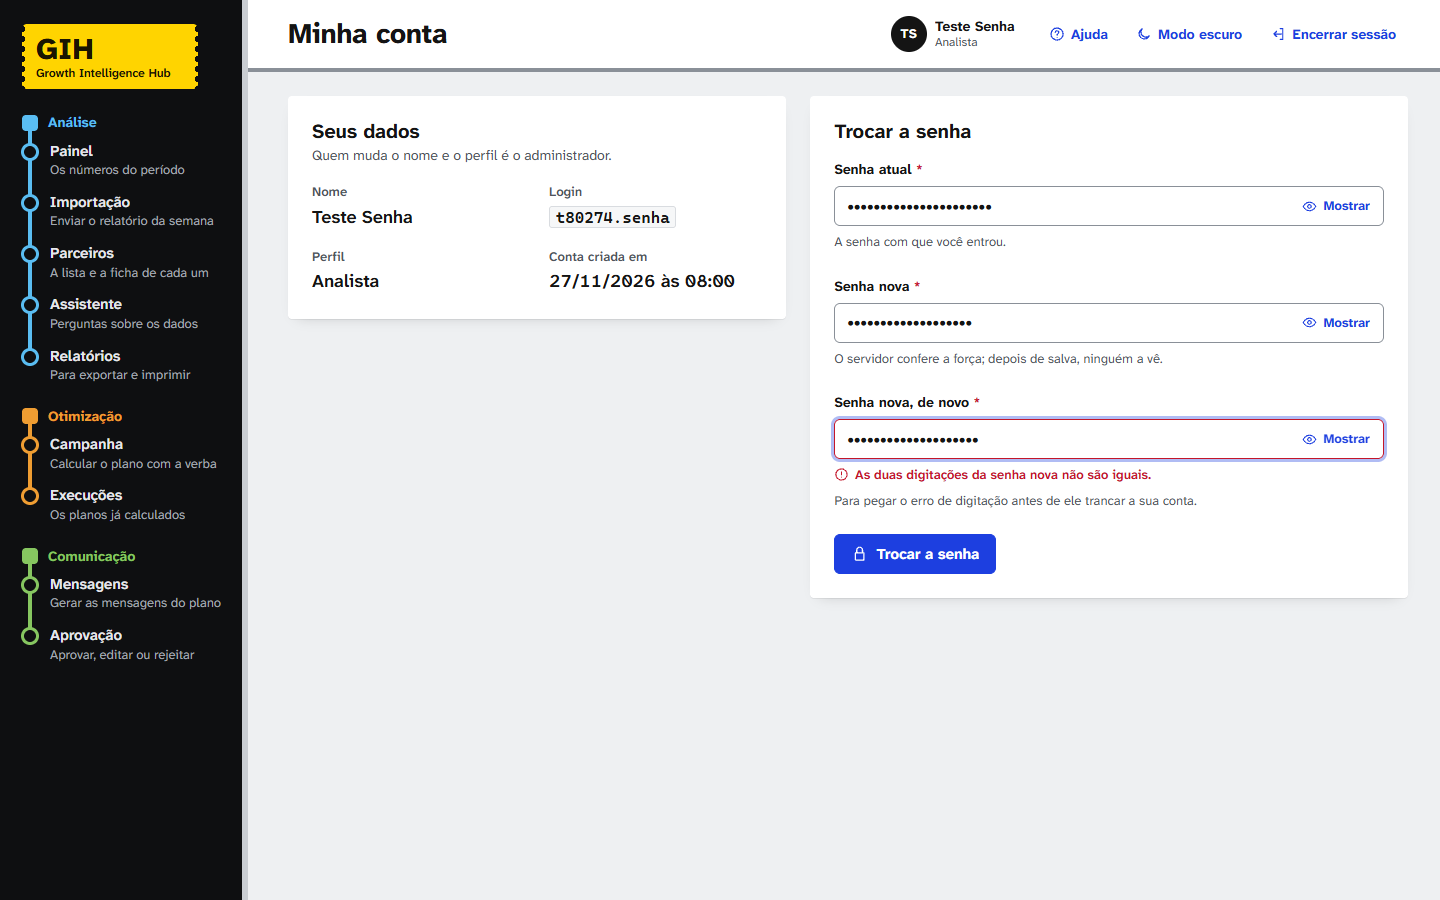 GIH
Growth Intelligence Hub
Análise
Painel
Os números do período
Importação
Enviar o relatório da semana
Parceiros
A lista e a ficha de cada um
Assistente
Perguntas sobre os dados
Relatórios
Para exportar e imprimir
Otimização
Campanha
Calcular o plano com a verba
Execuções
Os planos já calculados
Comunicação
Mensagens
Gerar as mensagens do plano
Aprovação
Aprovar, editar ou rejeitar
Minha conta
TS
Teste Senha
Analista
Ajuda
Modo escuro
Encerrar sessão
Seus dados
Quem muda o nome e o perfil é o administrador.
Nome
Teste Senha
Login
t80274.senha
Perfil
Analista
Conta criada em
27/11/2026 às 08:00
Trocar a senha
Senha atual *
••••••••••••••••••••••
Mostrar
A senha com que você entrou.
Senha nova *
•••••••••••••••••••
Mostrar
O servidor confere a força; depois de salva, ninguém a vê.
Senha nova, de novo *
••••••••••••••••••••
Mostrar
As duas digitações da senha nova não são iguais.
Para pegar o erro de digitação antes de ele trancar a sua conta.
Trocar a senha